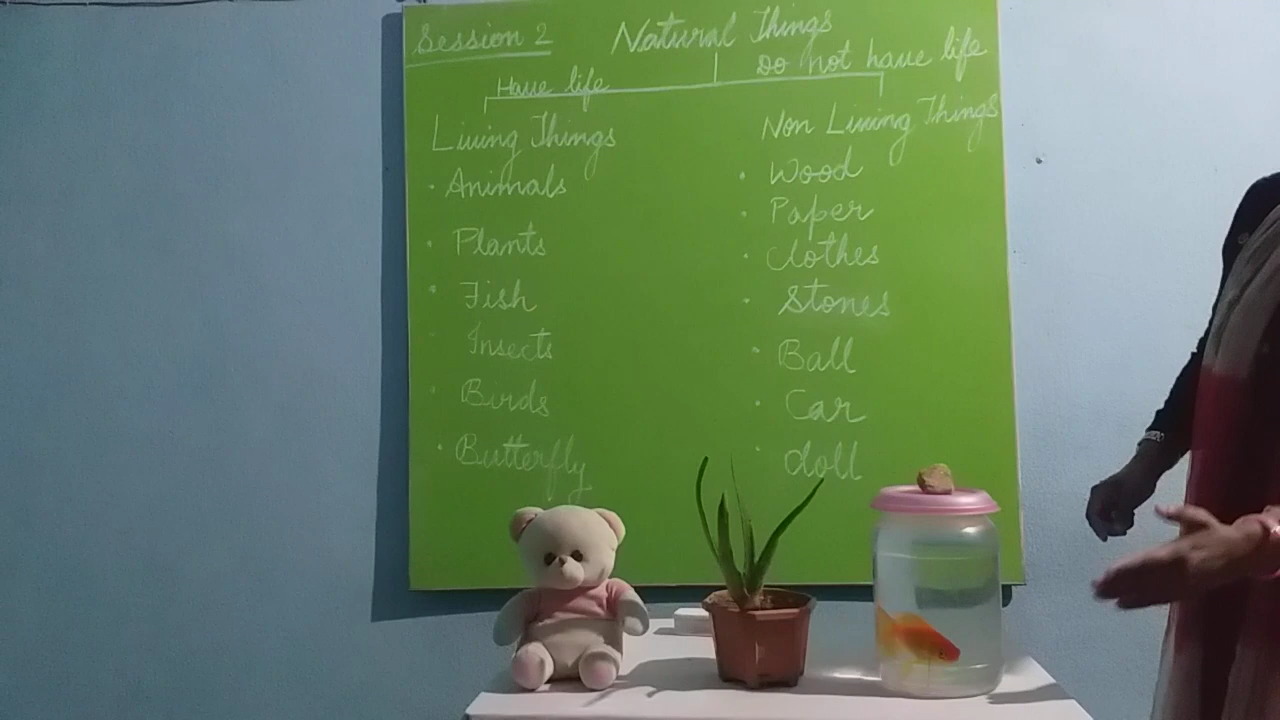 Session 2
Natural Things
Have life
Do not have life
Living Things
• Animals
• Plants
• Fish
Insects
• Birds
• Butterfly
Non Living Things
• Wood
• Paper
• Clothes
• Stones
• Ball
• Car
• doll